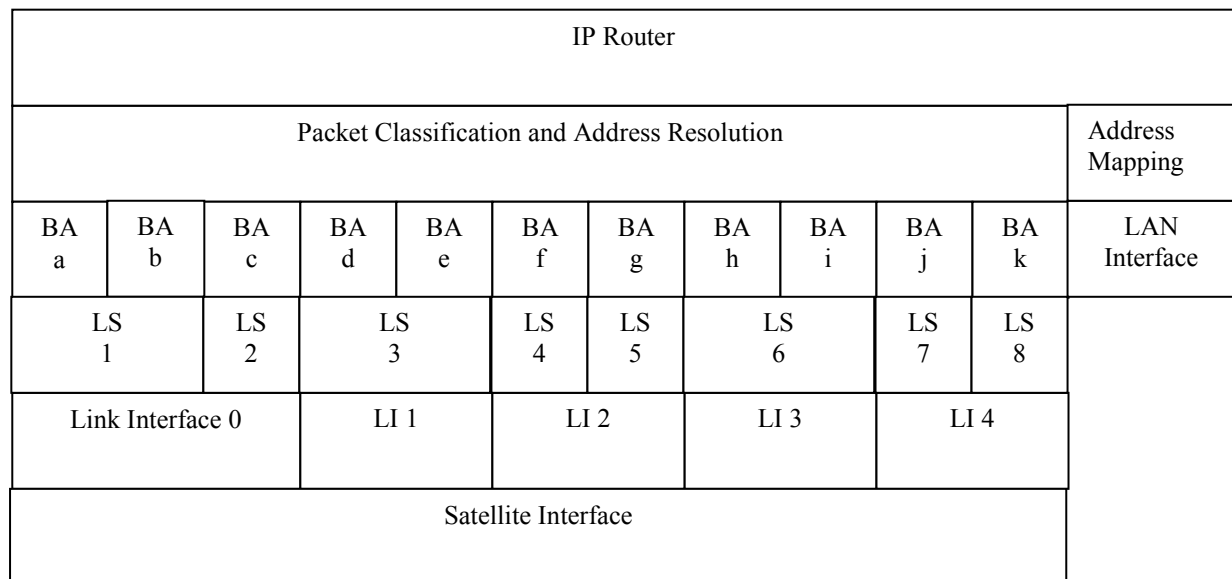 IP Router
Packet Classification and Address Resolution
Address
Mapping
BA
a
BA
b
BA
c
BA
d
BA
e
BA
f
BA
g
BA
h
BA
i
BA
j
BA
k
LAN
Interface
LS
1
LS
2
LS
3
LS
4
LS
5
LS
6
LS
7
LS
8
Link Interface 0
LI 1
LI 2
LI 3
LI 4
Satellite Interface